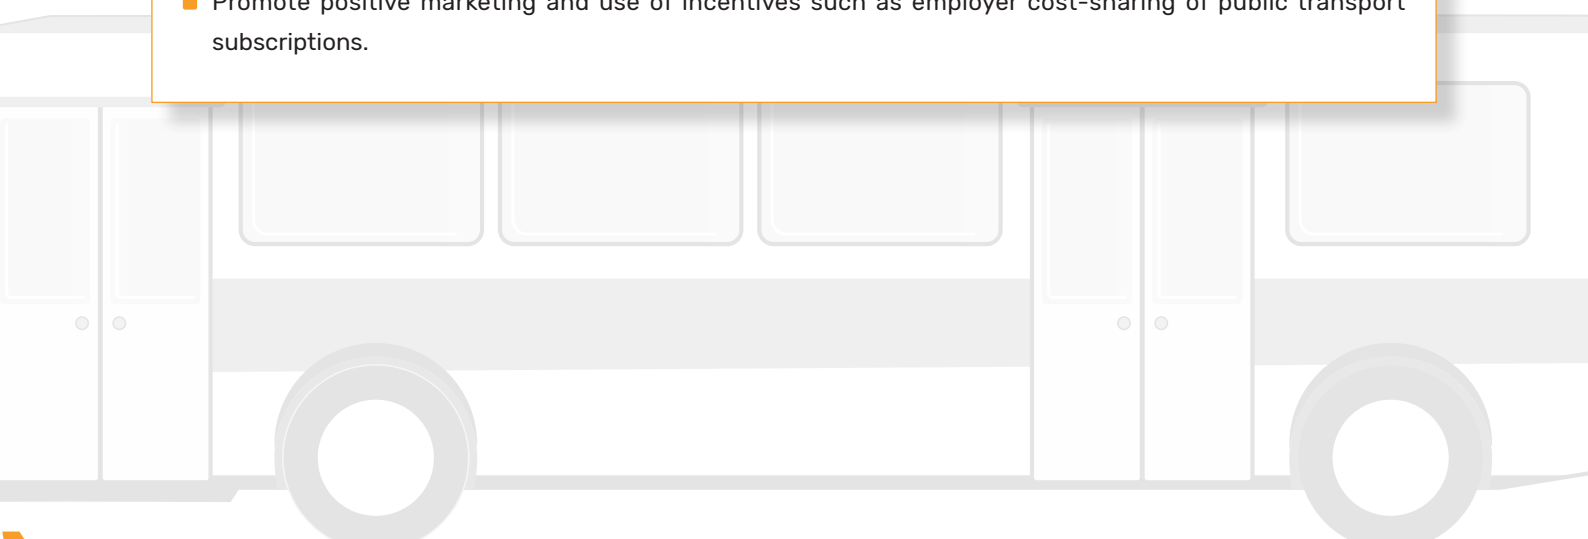 Promote positive marketing and use of incentives such as employer cost-sharing of public transport
subscriptions.